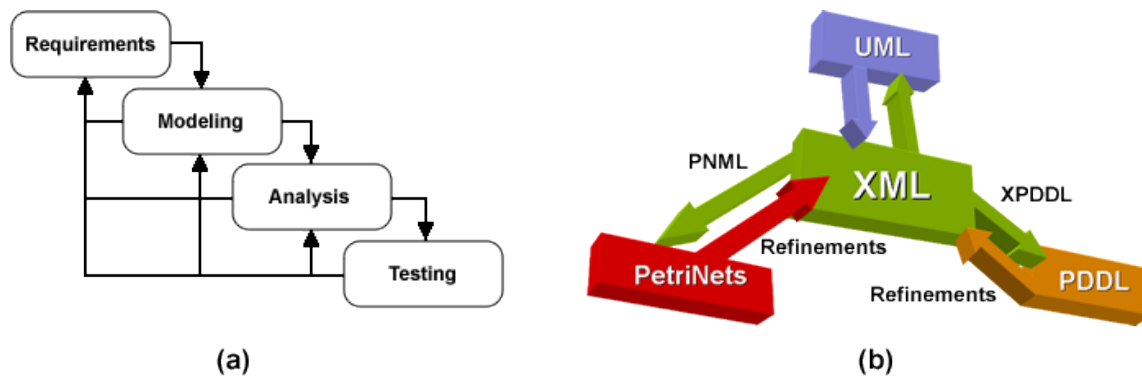 Requirements
Modeling
Analysis
Testing
(a)
UML
PNML
XML
XPDDL
Refinements
PetriNets
PDDL
Refinements
(b)